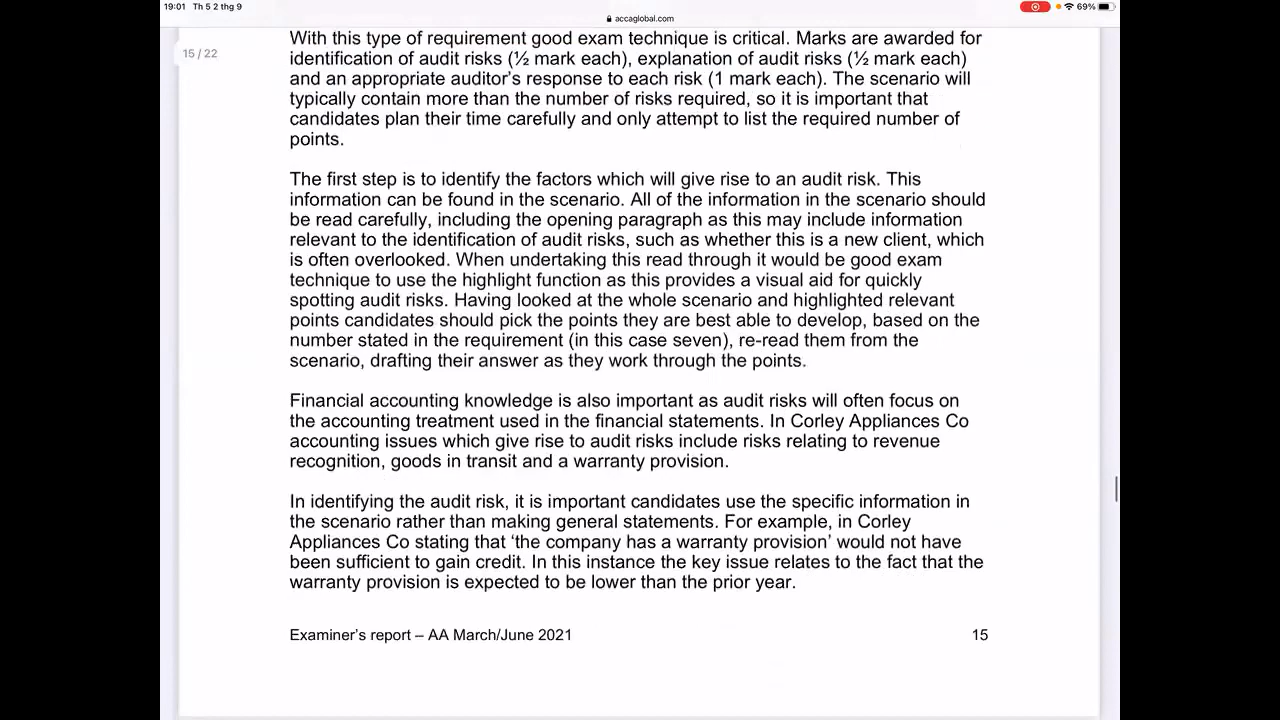 19:01 Th 5 2 thg 9
69%
accaglobal.com
15 / 22
With this type of requirement good exam technique is critical. Marks are awarded for
identification of audit risks (½ mark each), explanation of audit risks (½ mark each)
and an appropriate auditor's response to each risk (1 mark each). The scenario will
typically contain more than the number of risks required, so it is important that
candidates plan their time carefully and only attempt to list the required number of
points.
The first step is to identify the factors which will give rise to an audit risk. This
information can be found in the scenario. All of the information in the scenario should
be read carefully, including the opening paragraph as this may include information
relevant to the identification of audit risks, such as whether this is a new client, which
is often overlooked. When undertaking this read through it would be good exam
technique to use the highlight function as this provides a visual aid for quickly
spotting audit risks. Having looked at the whole scenario and highlighted relevant
points candidates should pick the points they are best able to develop, based on the
number stated in the requirement (in this case seven), re-read them from the
scenario, drafting their answer as they work through the points.
Financial accounting knowledge is also important as audit risks will often focus on
the accounting treatment used in the financial statements. In Corley Appliances Co
accounting issues which give rise to audit risks include risks relating to revenue
recognition, goods in transit and a warranty provision.
In identifying the audit risk, it is important candidates use the specific information in
the scenario rather than making general statements. For example, in Corley
Appliances Co stating that 'the company has a warranty provision' would not have
been sufficient to gain credit. In this instance the key issue relates to the fact that the
warranty provision is expected to be lower than the prior year.
Examiner's report – AA March/June 2021 15